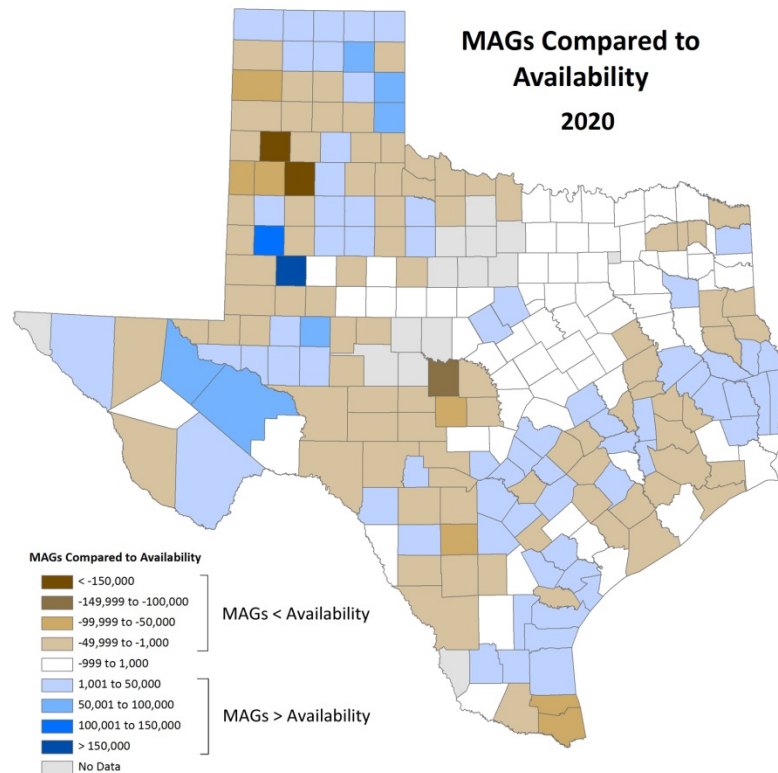 MAGs Compared to
Availability
2020
MAGs Compared to Availability
< -150,000
-149,999 to -100,000
-99,999 to -50,000
-49,999 to -1,000
-999 to 1,000
1,001 to 50,000
50,001 to 100,000
100,001 to 150,000
> 150,000
No Data
MAGs < Availability
MAGs > Availability